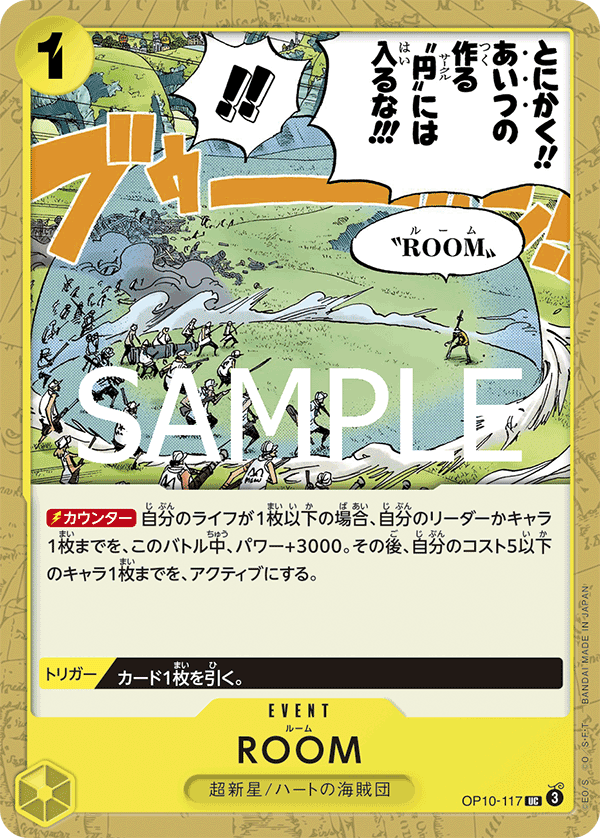 1
とにかく!!
あいつの
作る
〝円〟には
入るな!!!
!!
ブゥーーン!!
〝ROOM〟
SAMPLE
カウンター 自分のライフが1枚以下の場合、自分のリーダーかキャラ
1枚までを、このバトル中、パワー+3000。その後、自分のコスト5以下
のキャラ1枚までを、アクティブにする。
トリガー カード1枚を引く。
EVENT
ルーム
ROOM
超新星/ハートの海賊団
OP10-117 UC 3
BANDAI MADE IN JAPAN